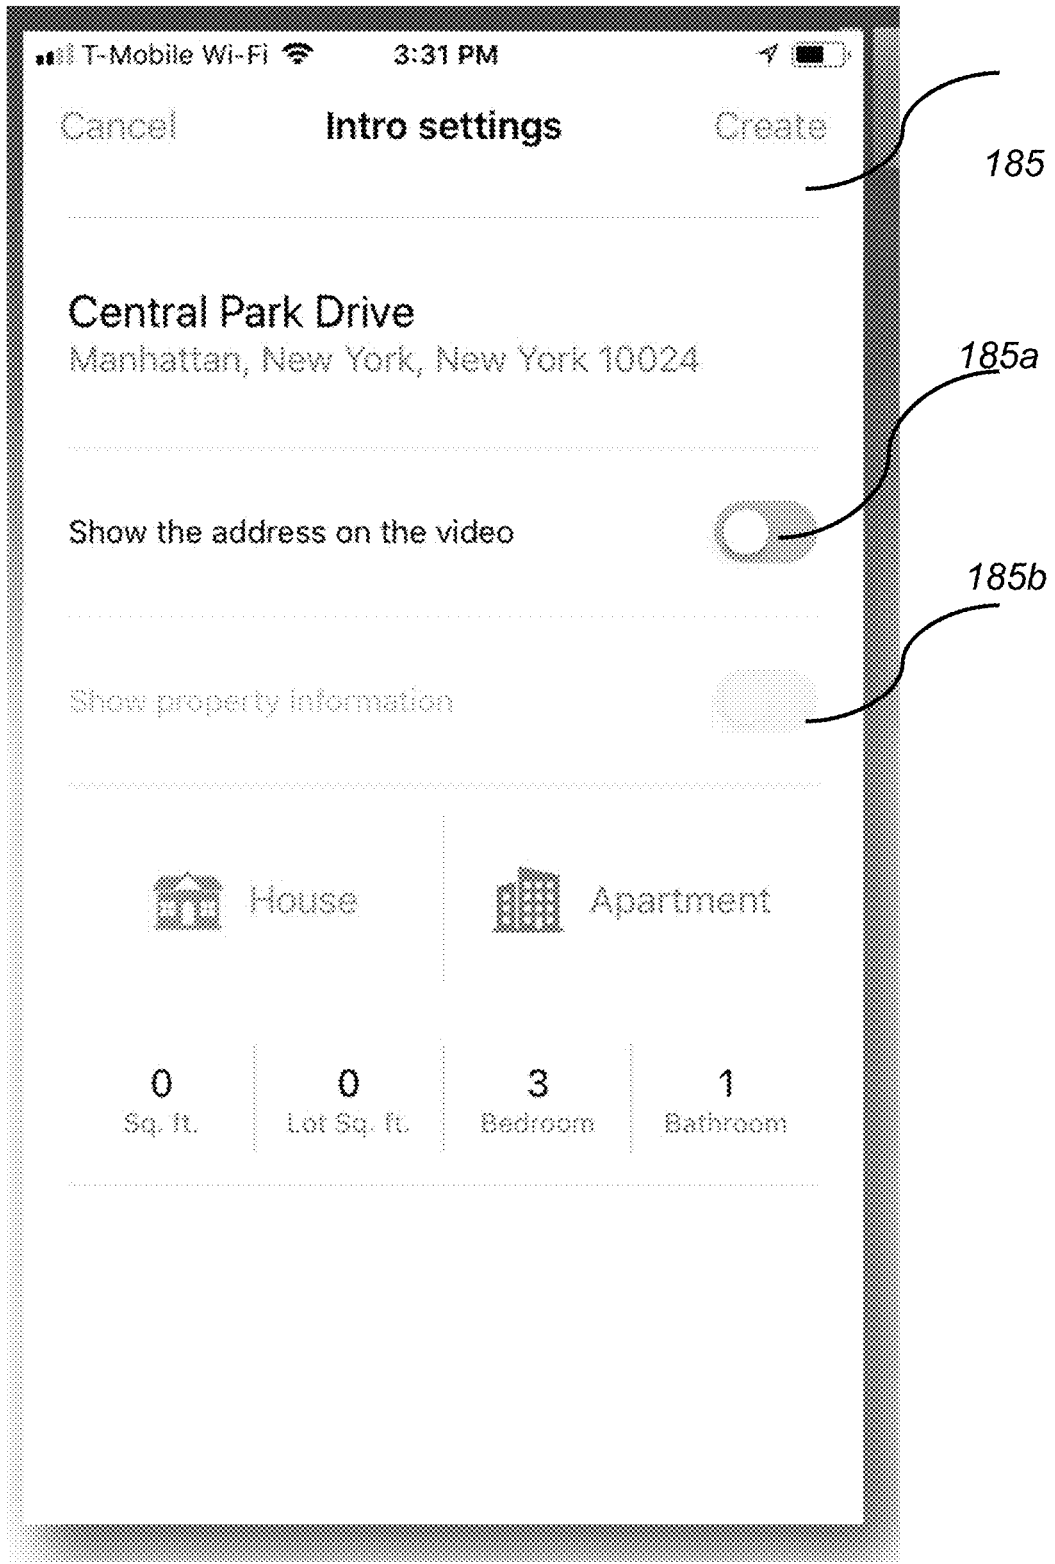 T-Mobile Wi-Fi 3:31 PM
Cancel Intro settings Create
185
Central Park Drive
Manhattan, New York, New York 10024
185a
Show the address on the video
185b
Show property information
House Apartment
0 0 3 1
Sq. ft. Lot Sq. ft. Bedroom Bathroom